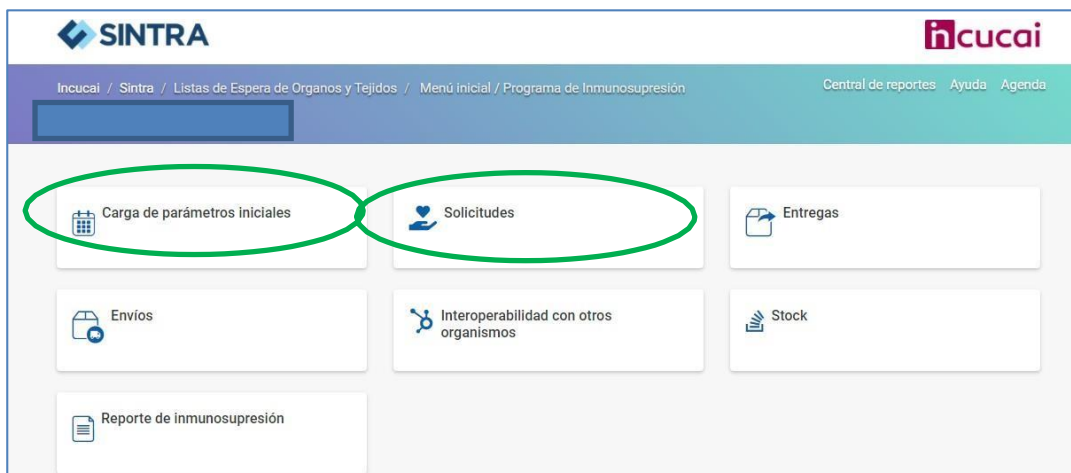 SINTRA
incucai
Incucai / Sintra / Listas de Espera de Organos y Tejidos / Menú inicial / Programa de Inmunosupresión
Central de reportes Ayuda Agenda
Carga de parámetros iniciales
Solicitudes
Entregas
Envíos
Interoperabilidad con otros
organismos
Stock
Reporte de inmunosupresión